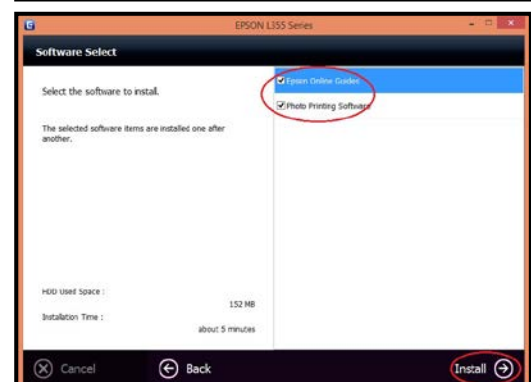 EPSON L355 Series
Software Select
Select the software to install.
The selected software items are installed one after
another.
Epson Online Guides
Photo Printing Software
HDD Used Space :
152 MB
Installation Time :
about 5 minutes
Cancel
Back
Install